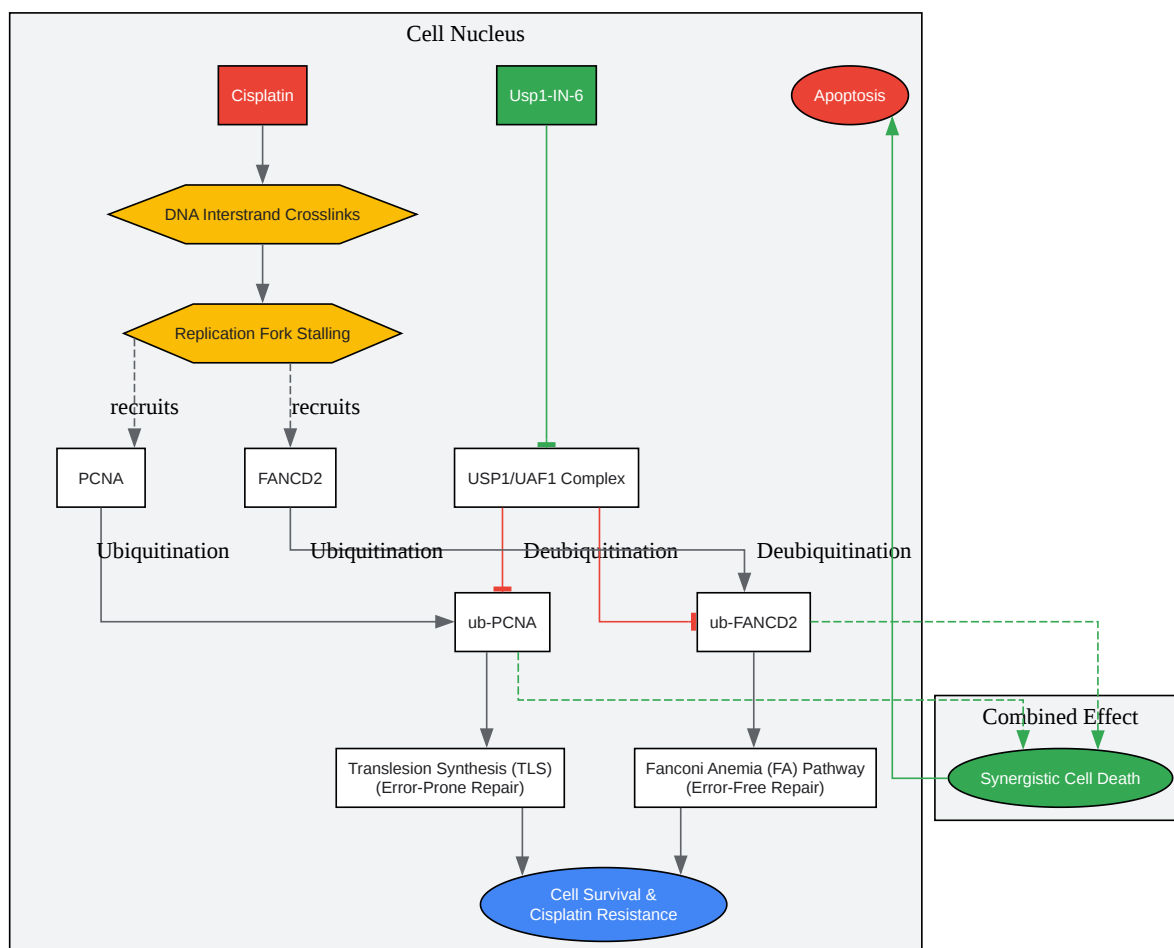 Cell Nucleus
Cisplatin
Usp1-IN-6
Apoptosis
DNA Interstrand Crosslinks
Replication Fork Stalling
recruits
recruits
PCNA
FANCD2
USP1/UAF1 Complex
Ubiquitination
Ubiquitination
Deubiquitination
Deubiquitination
ub-PCNA
ub-FANCD2
Combined Effect
Translesion Synthesis (TLS)
(Error-Prone Repair)
Fanconi Anemia (FA) Pathway
(Error-Free Repair)
Synergistic Cell Death
Cell Survival &
Cisplatin Resistance